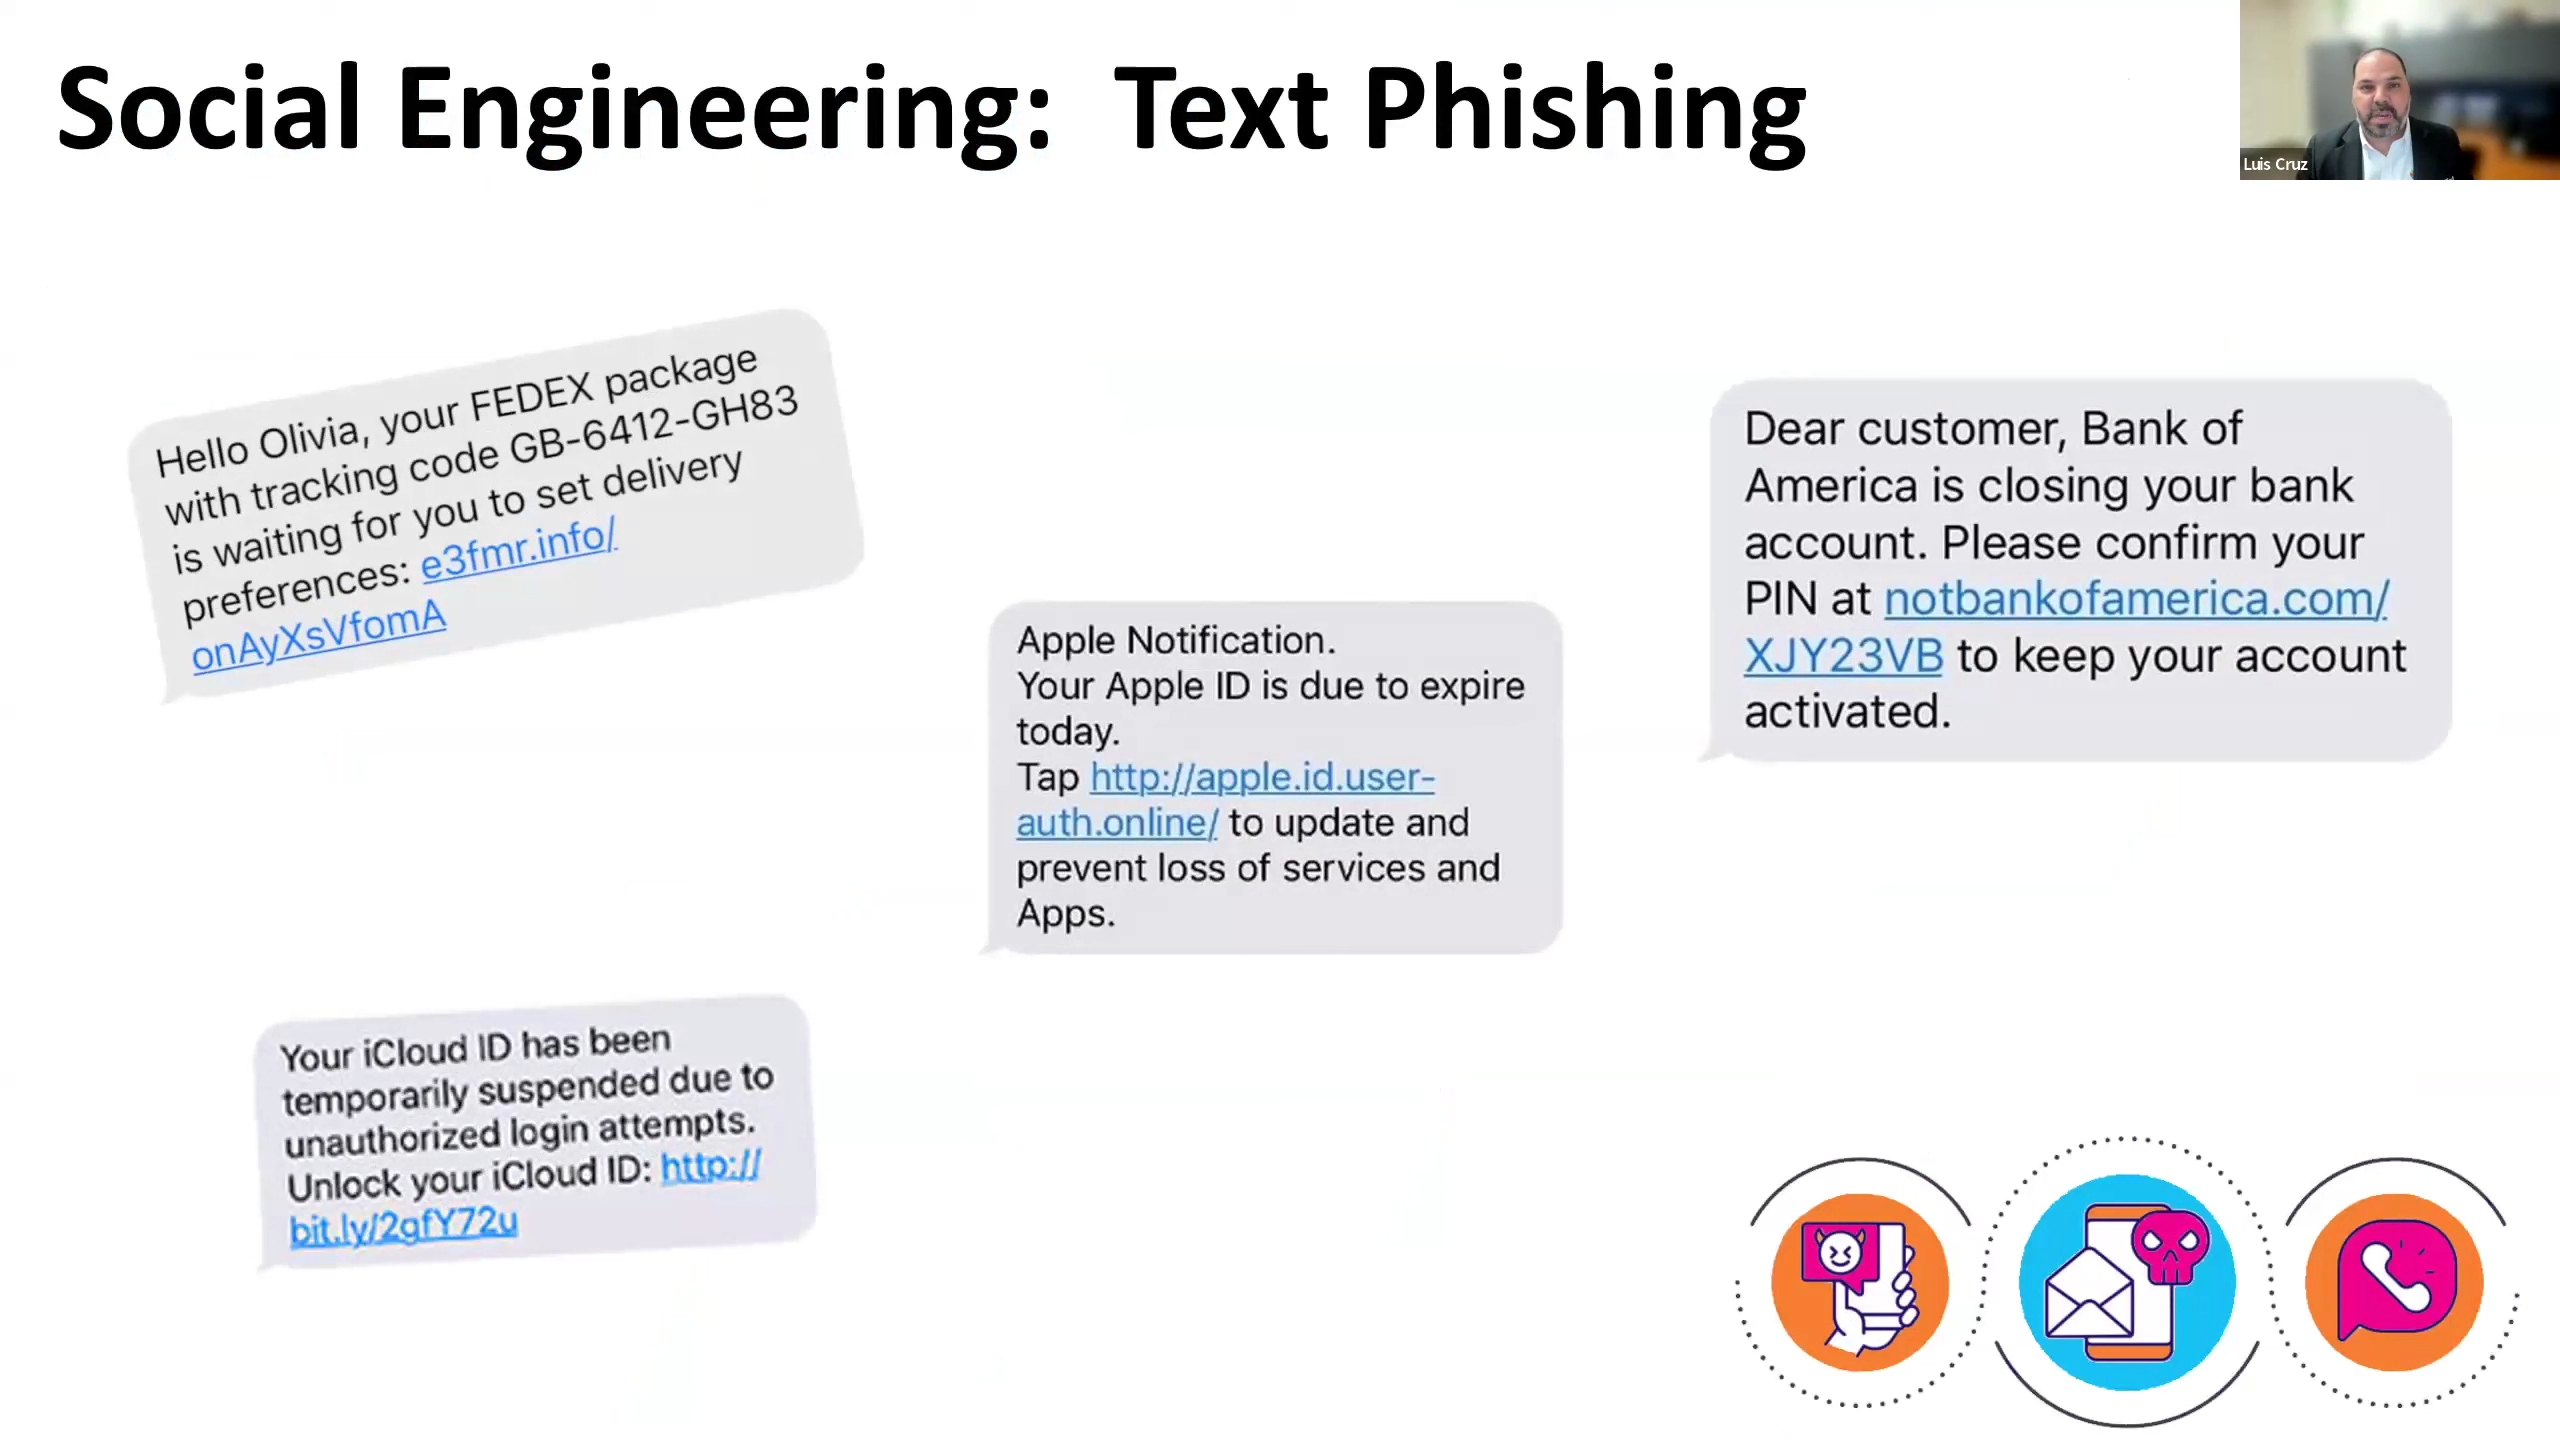 Social Engineering: Text Phishing
Luis Cruz
Hello Olivia, your FEDEX package
with tracking code GB-6412-GH83
is waiting for you to set delivery
preferences: e3fmr.info/
onAyXsVfomA
Dear customer, Bank of
America is closing your bank
account. Please confirm your
PIN at notbankofamerica.com/
XJY23VB to keep your account
activated.
Apple Notification.
Your Apple ID is due to expire
today.
Tap http://apple.id.user-
auth.online/ to update and
prevent loss of services and
Apps.
Your iCloud ID has been
temporarily suspended due to
unauthorized login attempts.
Unlock your iCloud ID: http://
bit.ly/2gfY72u